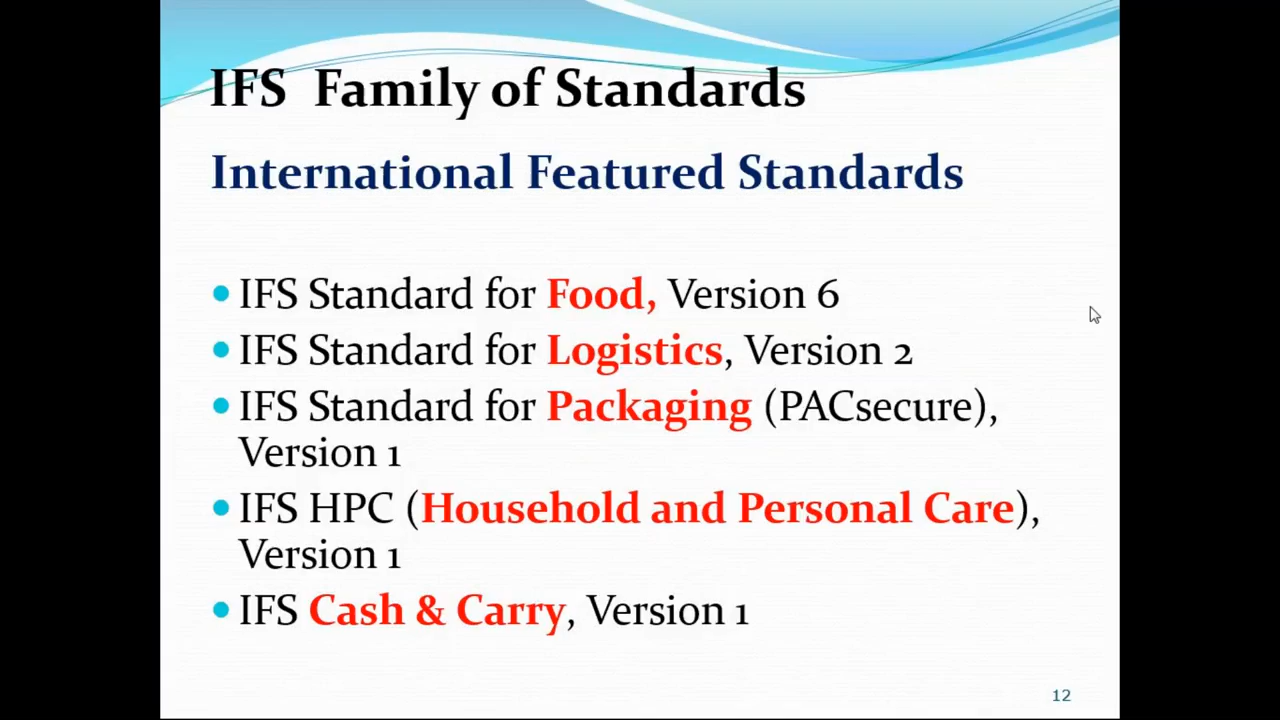 IFS Family of Standards
International Featured Standards
• IFS Standard for Food, Version 6
• IFS Standard for Logistics, Version 2
• IFS Standard for Packaging (PACsecure),
Version 1
• IFS HPC (Household and Personal Care),
Version 1
• IFS Cash & Carry, Version 1
12